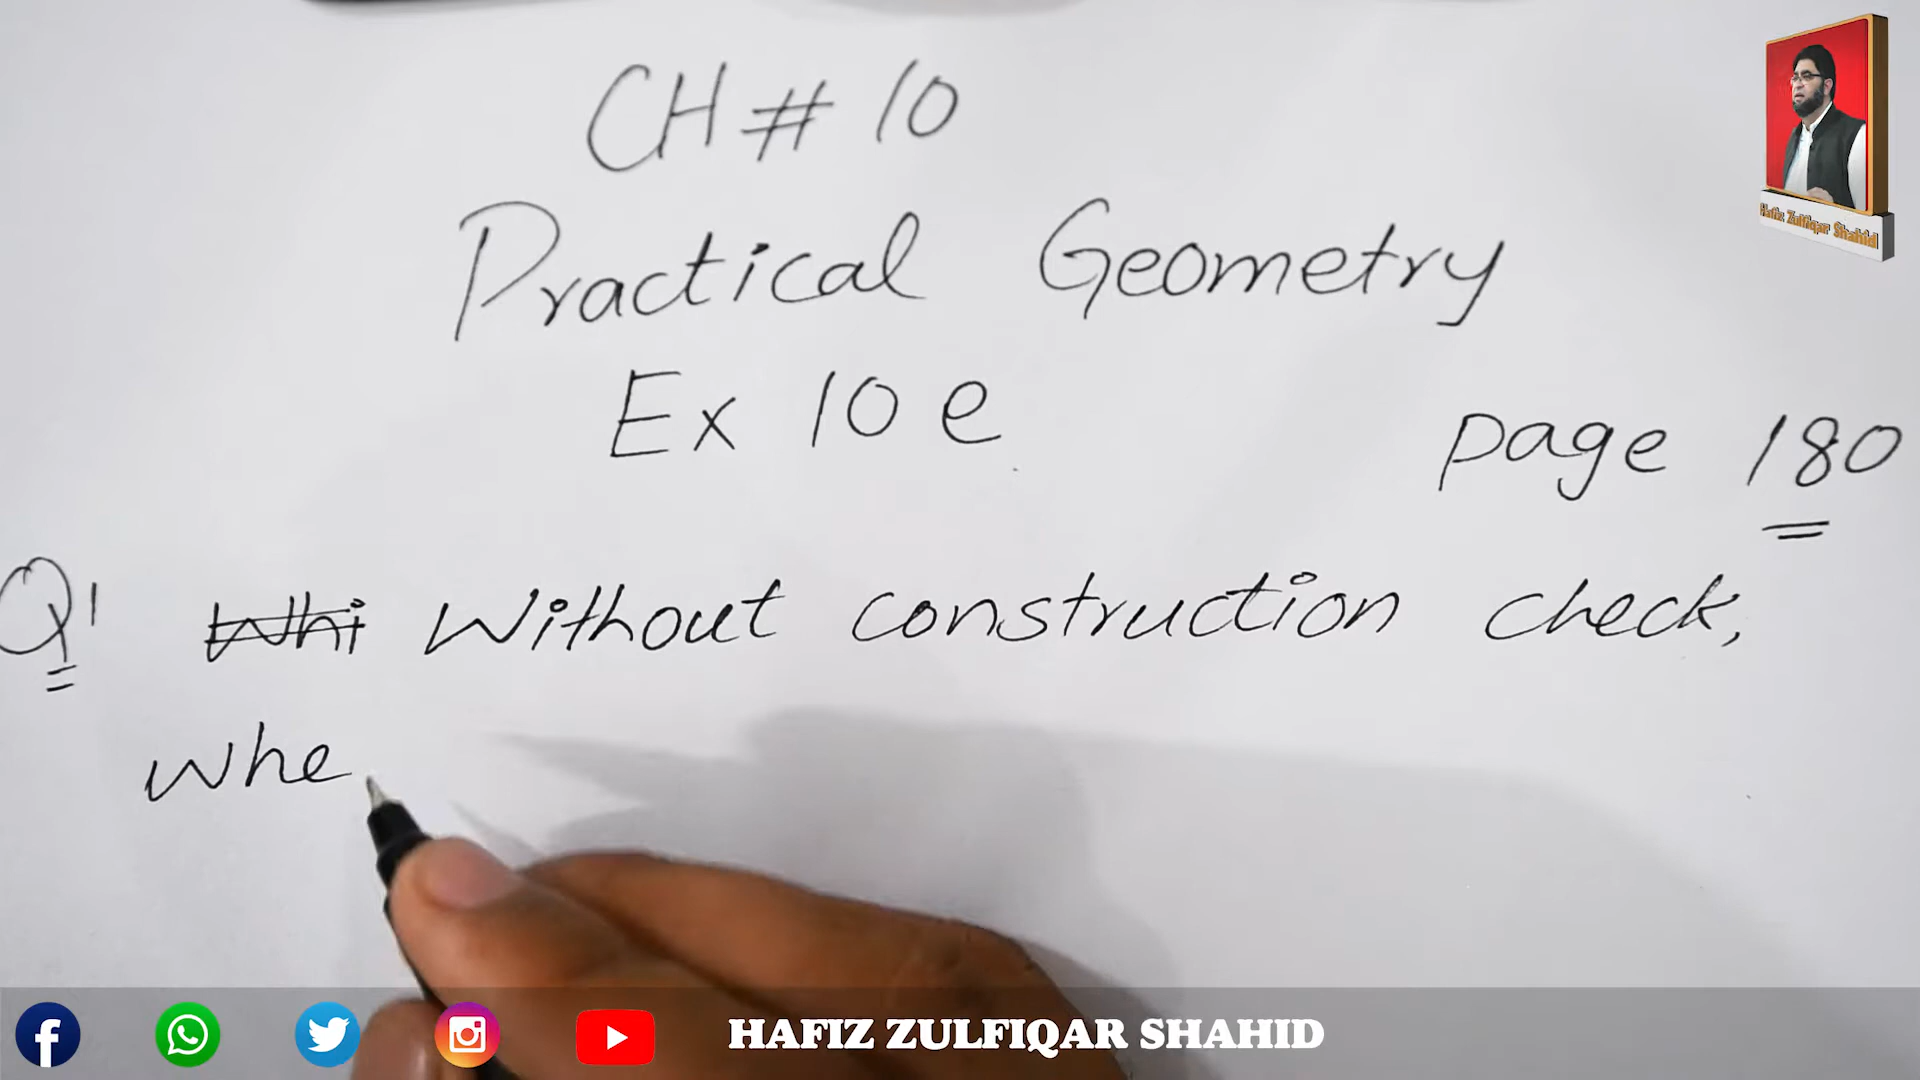 CH # 10
Practical Geometry
Ex 10 e
page 180
Q1 Whi Without construction check,
whe
Hafiz Zulfiqar Shahid
HAFIZ ZULFIQAR SHAHID